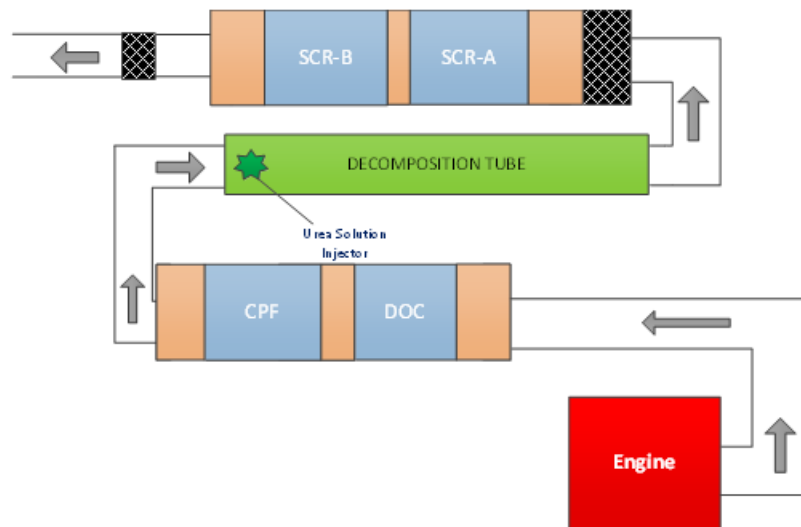 SCR-B
SCR-A
DECOMPOSITION TUBE
Urea Solution
Injector
CPF
DOC
Engine